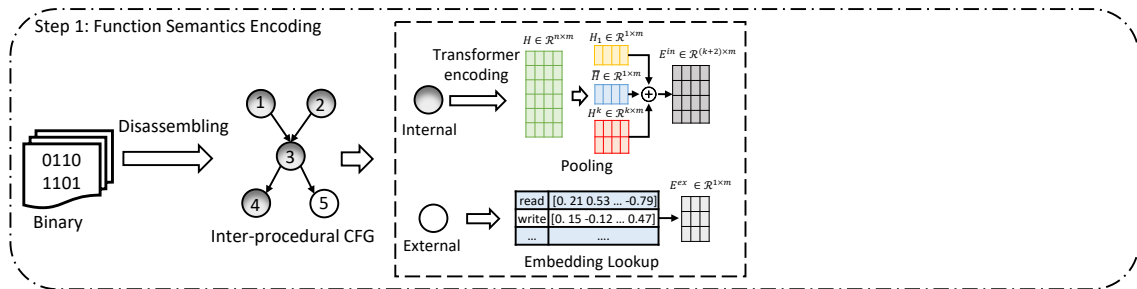 Step 1: Function Semantics Encoding
0110
1101
Binary
Disassembling
1
2
3
4
5
Inter-procedural CFG
Internal
Transformer
encoding
H ∈ ℛ^{n×m}
H_1 ∈ ℛ^{1×m}
H̅ ∈ ℛ^{1×m}
H^k ∈ ℛ^{k×m}
Pooling
E^{in} ∈ ℛ^{(k+2)×m}
External
read [0. 21 0.53 ... -0.79]
write [0. 15 -0.12 ... 0.47]
... ....
Embedding Lookup
E^{ex} ∈ ℛ^{1×m}